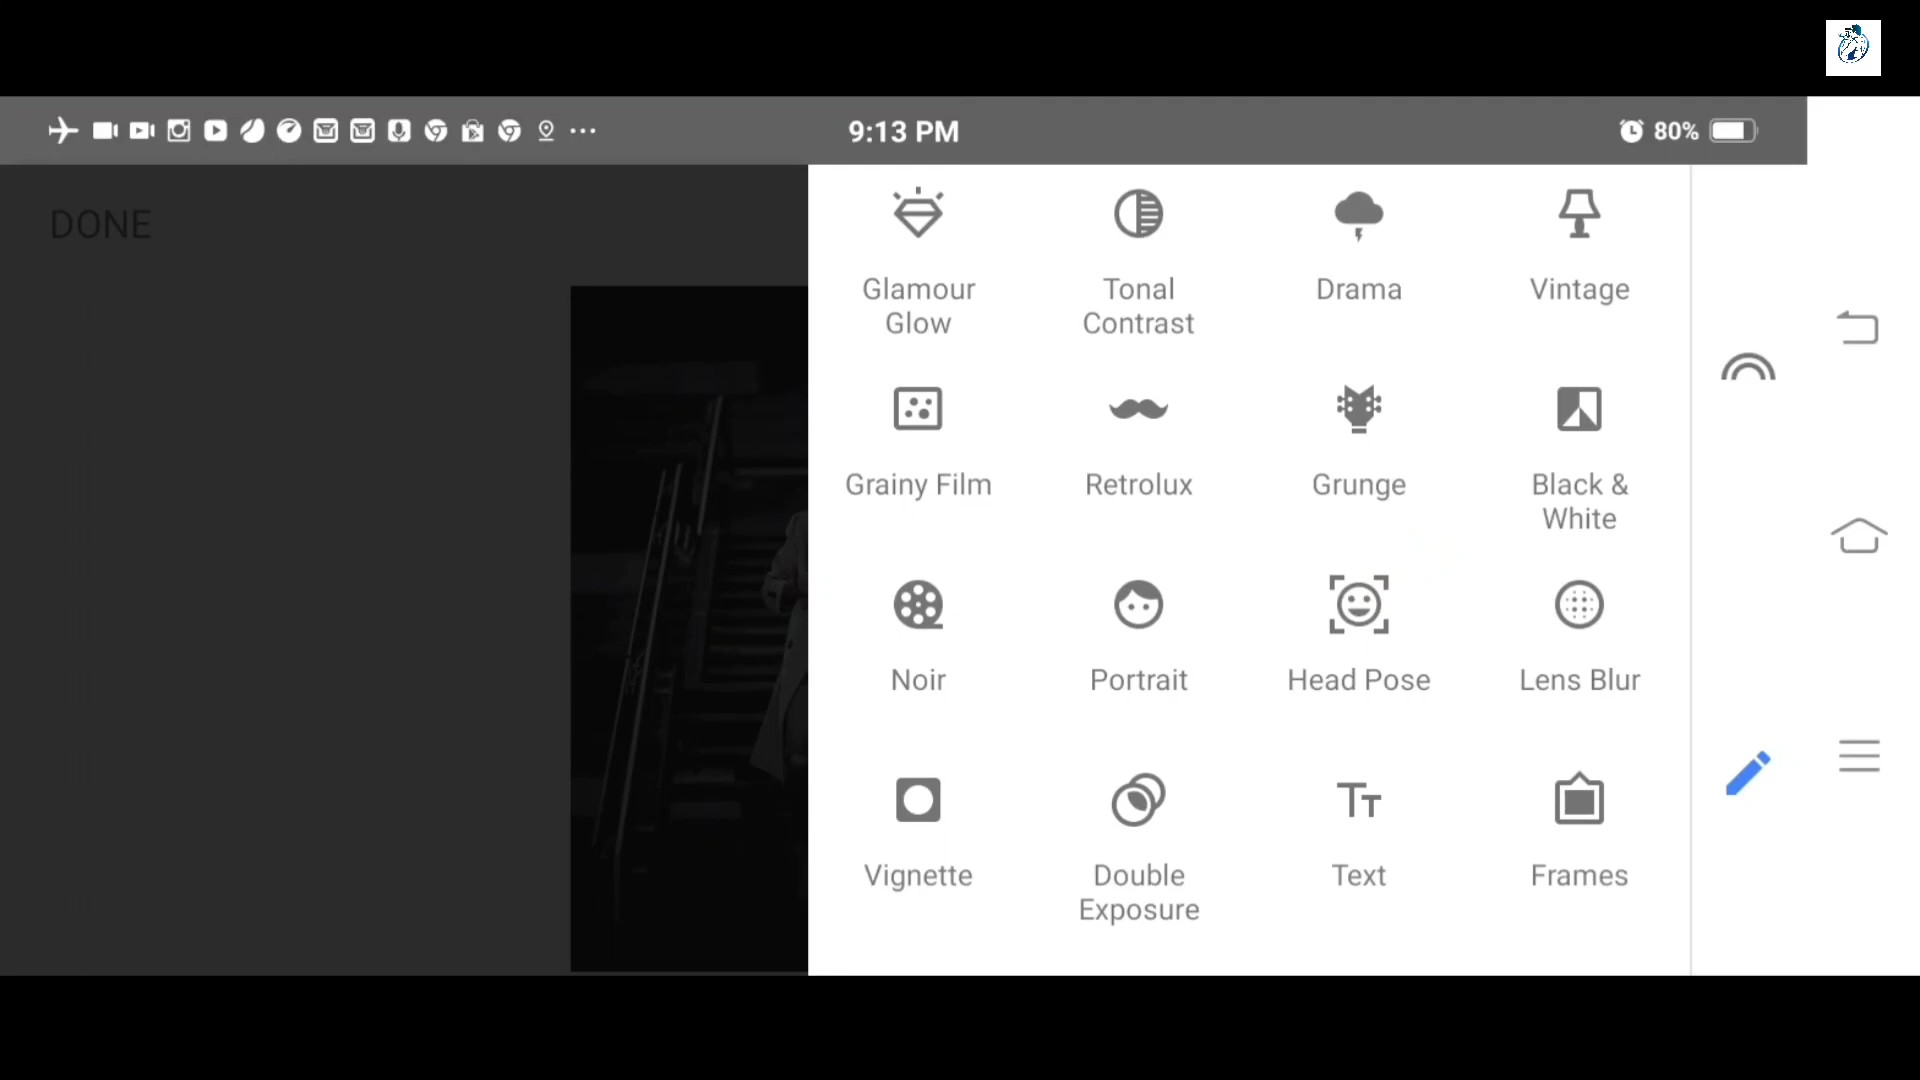 9:13 PM
80%
DONE
Glamour
Glow
Tonal
Contrast
Drama
Vintage
Grainy Film
Retrolux
Grunge
Black &
White
Noir
Portrait
Head Pose
Lens Blur
Vignette
Double
Exposure
Text
Frames